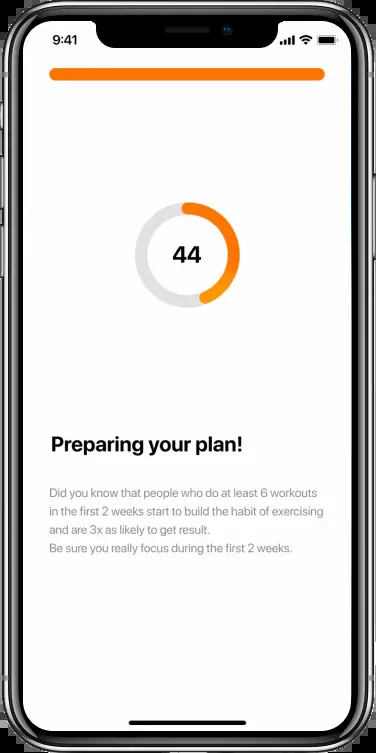 9:41
44
Preparing your plan!
Did you know that people who do at least 6 workouts
in the first 2 weeks start to build the habit of exercising
and are 3x as likely to get result.
Be sure you really focus during the first 2 weeks.